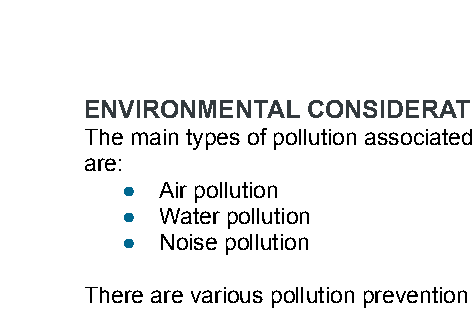 ENVIRONMENTAL CONSIDERAT
The main types of pollution associated
are:
● Air pollution
● Water pollution
● Noise pollution
There are various pollution prevention